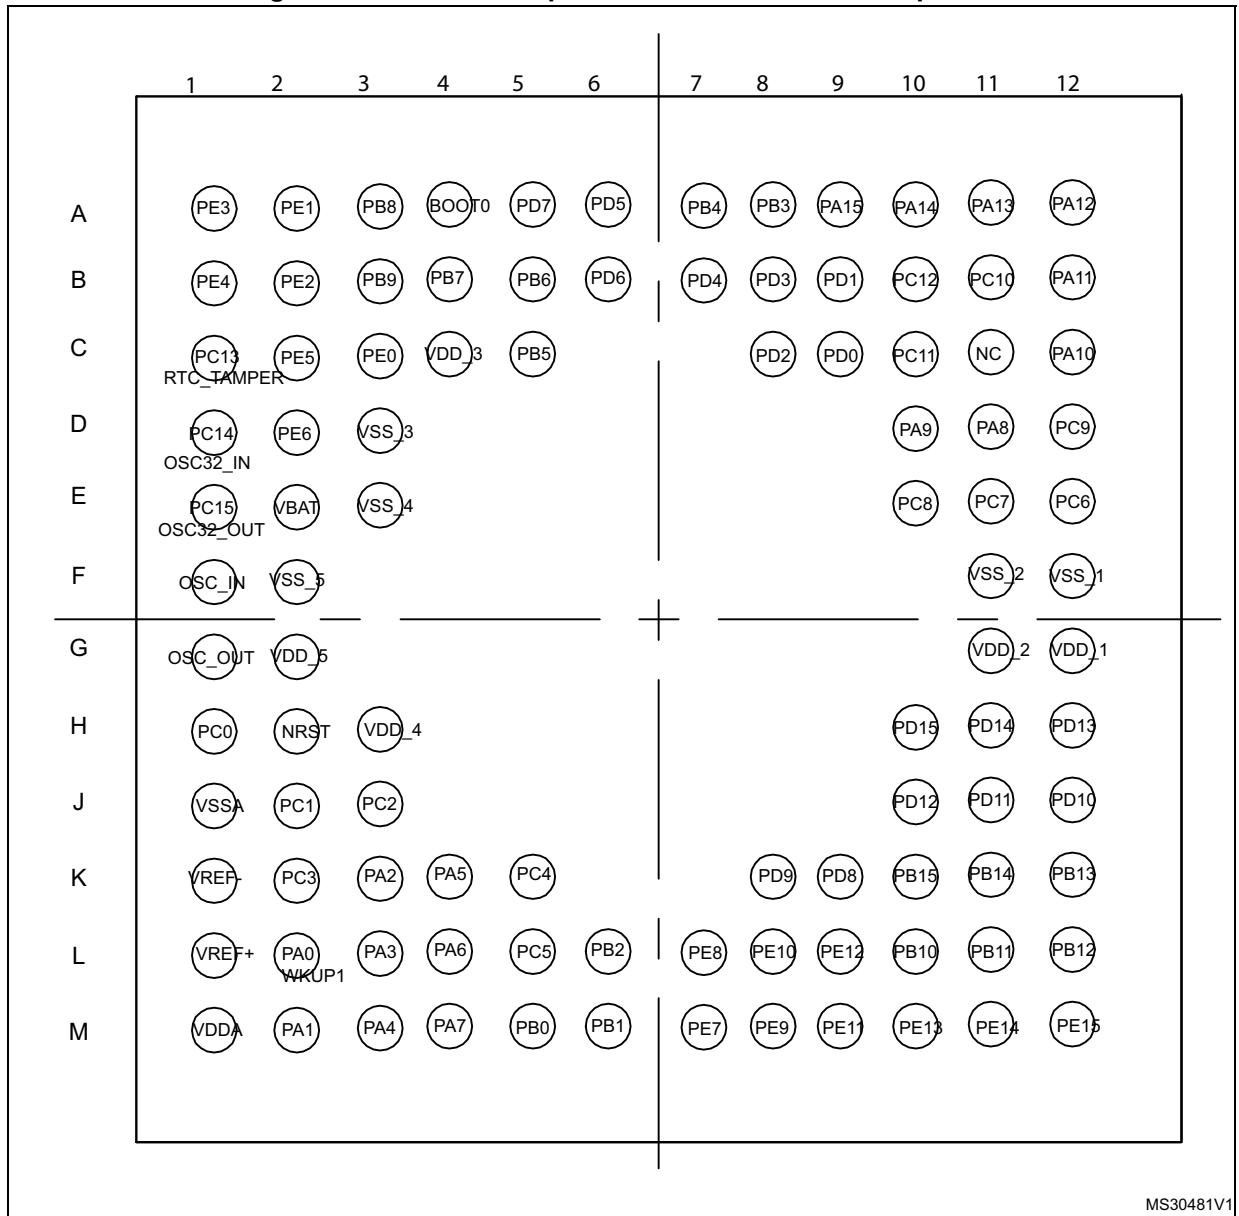 1 2 3 4 5 6 7 8 9 10 11 12
A PE3 PE1 PB8 BOOT0 PD7 PD5 PB4 PB3 PA15 PA14 PA13 PA12
B PE4 PE2 PB9 PB7 PB6 PD6 PD4 PD3 PD1 PC12 PC10 PA11
C PC13 PE5 PE0 VDD_3 PB5 PD2 PD0 PC11 NC PA10
RTC_TAMPER
D PC14 PE6 VSS_3 PA9 PA8 PC9
OSC32_IN
E PC15 VBAT VSS_4 PC8 PC7 PC6
OSC32_OUT
F OSC_IN VSS_5 VSS_2 VSS_1
G OSC_OUT VDD_5 VDD_2 VDD_1
H PC0 NRST VDD_4 PD15 PD14 PD13
J VSSA PC1 PC2 PD12 PD11 PD10
K VREF- PC3 PA2 PA5 PC4 PD9 PD8 PB15 PB14 PB13
L VREF+ PA0 PA3 PA6 PC5 PB2 PE8 PE10 PE12 PB10 PB11 PB12
WKUP1
M VDDA PA1 PA4 PA7 PB0 PB1 PE7 PE9 PE11 PE13 PE14 PE15
MS30481V1